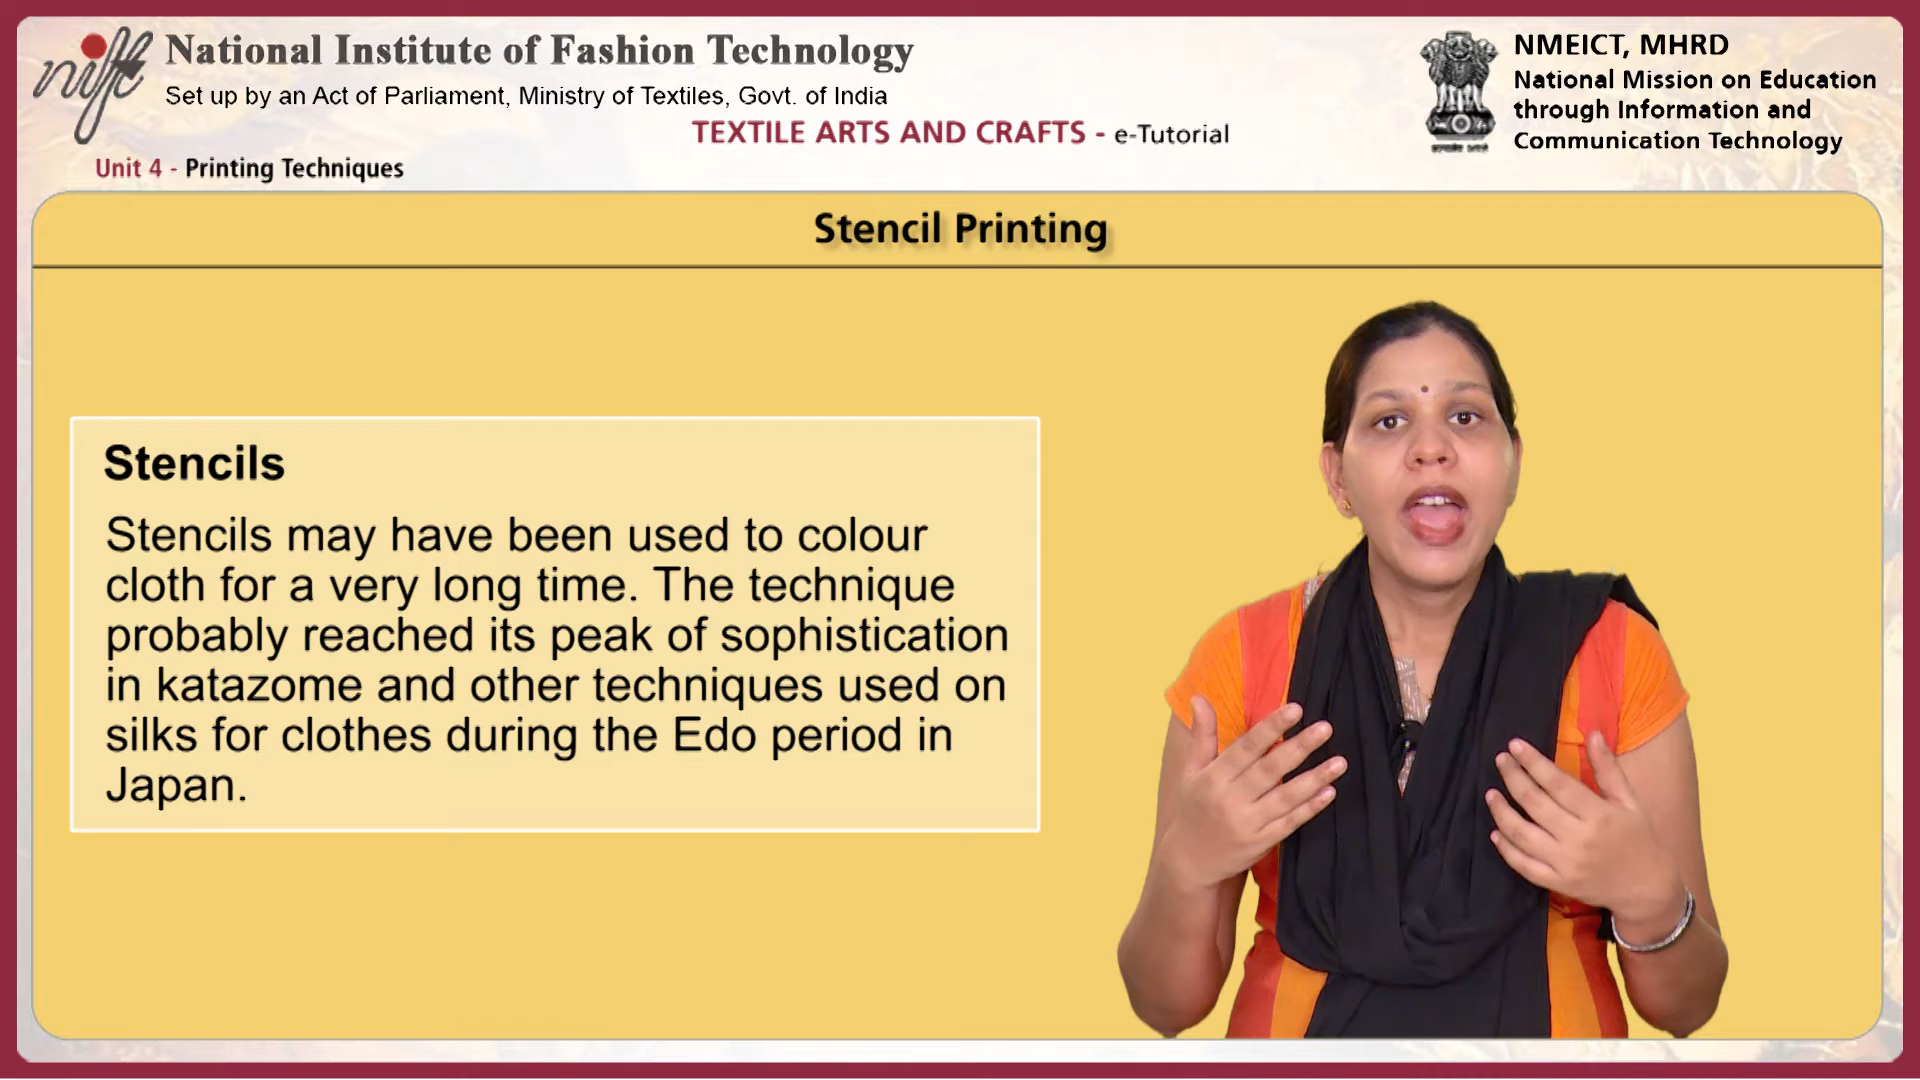 nift National Institute of Fashion Technology
Set up by an Act of Parliament, Ministry of Textiles, Govt. of India
TEXTILE ARTS AND CRAFTS - e-Tutorial
Unit 4 - Printing Techniques
NMEICT, MHRD
National Mission on Education
through Information and
Communication Technology
Stencil Printing
Stencils
Stencils may have been used to colour
cloth for a very long time. The technique
probably reached its peak of sophistication
in katazome and other techniques used on
silks for clothes during the Edo period in
Japan.